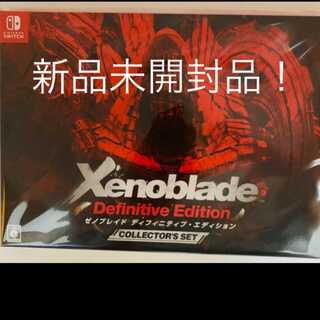 NINTENDO
SWITCH
新品未開封品！
Xenoblade
Definitive Edition
ゼノブレイド ディフィニティブ・エディション
COLLECTOR'S SET